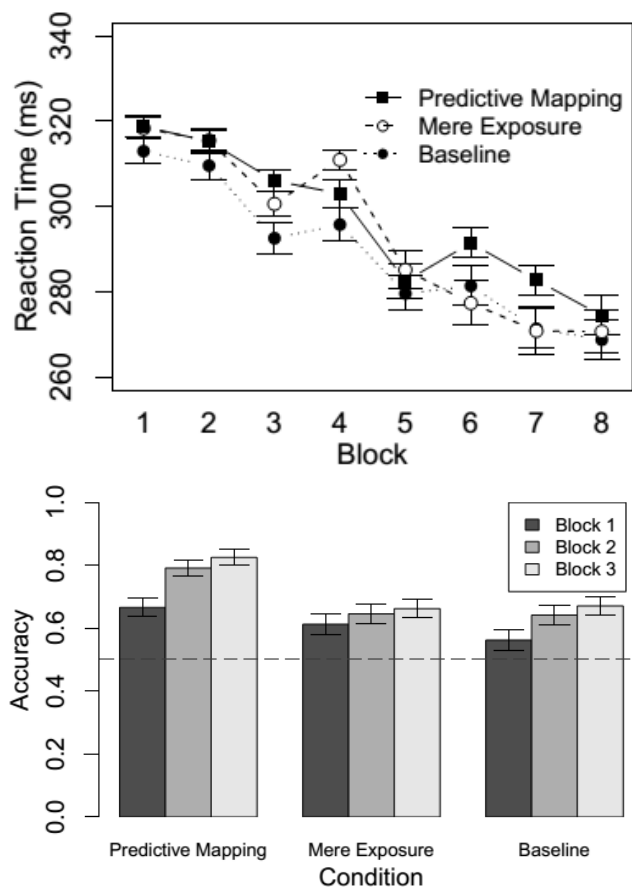 340
320
300
280
260
Reaction Time (ms)
Predictive Mapping
Mere Exposure
Baseline
1 2 3 4 5 6 7 8
Block
1.0
0.8
0.6
0.4
0.2
0.0
Accuracy
Block 1
Block 2
Block 3
Predictive Mapping Mere Exposure Baseline
Condition